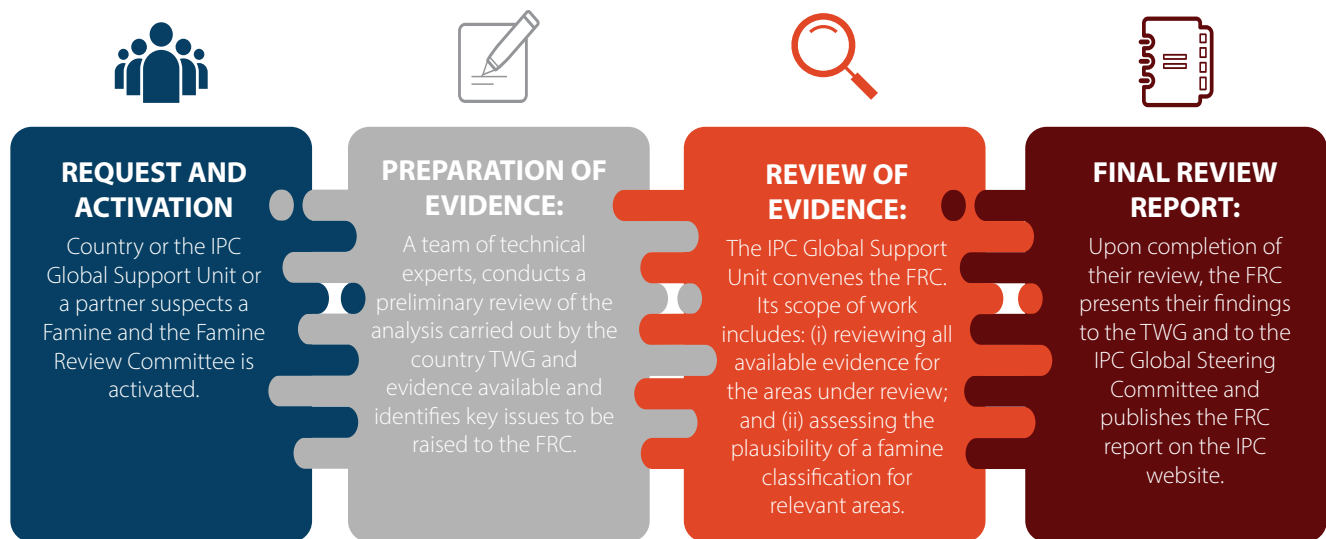 REQUEST AND
ACTIVATION
Country or the IPC
Global Support Unit or
a partner suspects a
Famine and the Famine
Review Committee is
activated.
PREPARATION OF
EVIDENCE:
A team of technical
experts, conducts a
preliminary review of the
analysis carried out by the
country TWG and
evidence available and
identifies key issues to be
raised to the FRC.
REVIEW OF
EVIDENCE:
The IPC Global Support
Unit convenes the FRC.
Its scope of work
includes: (i) reviewing all
available evidence for
the areas under review;
and (ii) assessing the
plausibility of a famine
classification for
relevant areas.
FINAL REVIEW
REPORT:
Upon completion of
their review, the FRC
presents their findings
to the TWG and to the
IPC Global Steering
Committee and
publishes the FRC
report on the IPC
website.